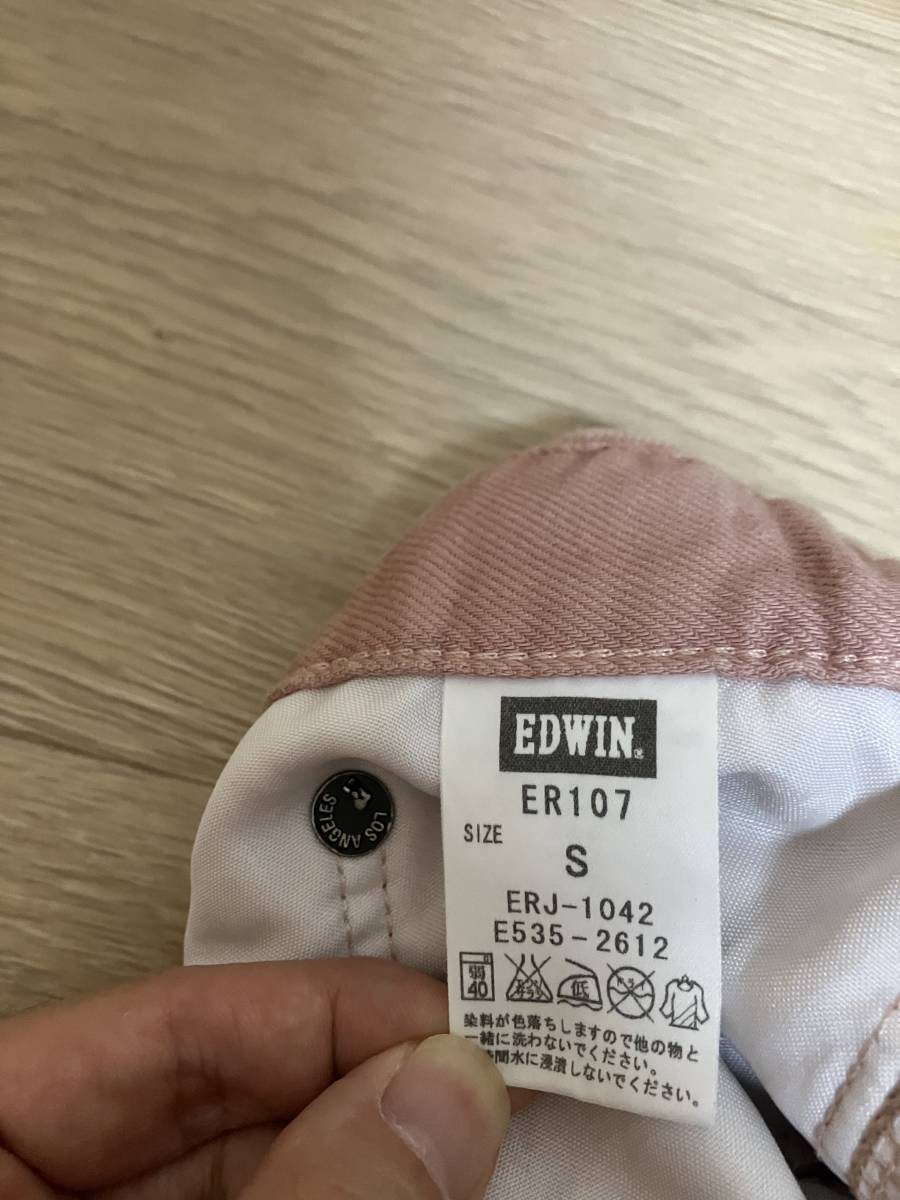 EDWIN®
ER107
SIZE
S
ERJ-1042
E535-2612
弱
40
低
染料が色落ちしますので他の物と
一緒に洗わないでください。
時間水に浸漬しないでください。
LOS ANGELES